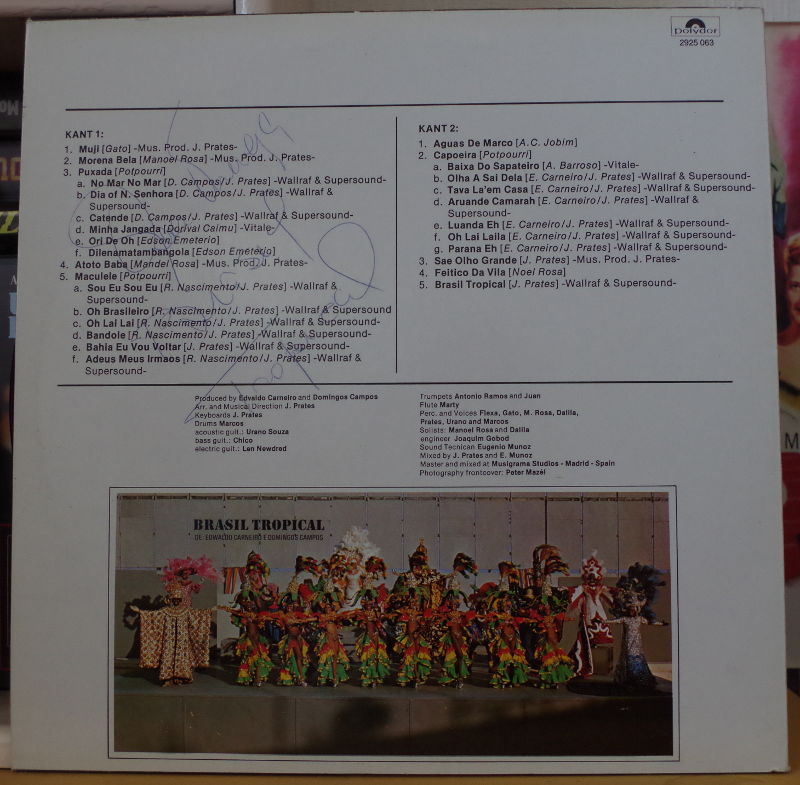 polydor
2925 063
KANT 1:
1. Muji [Gato] -Mus. Prod. J. Prates-
2. Morena Bela [Manoel Rosa] -Mus. Prod. J. Prates-
3. Puxada [Potpourri]
a. No Mar No Mar [D. Campos/J. Prates] -Wallraf & Supersound-
b. Dia of N. Senhora [D. Campos/J. Prates] -Wallraf &
Supersound-
c. Catende [D. Campos/J. Prates] -Wallraf & Supersound-
d. Minha Jangada [Dorival Caimu] -Vitale-
e. Ori De Oh [Edson Emeterio]
f. Dilenamatambangola [Edson Emeterio]
4. Atoto Baba [Mandel Rosa] -Mus. Prod. J. Prates-
5. Maculele [Potpourri]
a. Sou Eu Sou Eu [R. Nascimento/J. Prates] -Wallraf &
Supersound-
b. Oh Brasileiro [R. Nascimento/J. Prates] -Wallraf & Supersound
c. Oh Lai Lai [R. Nascimento/J. Prates] -Wallraf & Supersound-
d. Bandoie [R. Nascimento/J. Prates] -Wallraf & Supersound-
e. Bahia Eu Vou Voltar [J. Prates] -Wallraf & Supersound-
f. Adeus Meus Irmaos [R. Nascimento/J. Prates] -Wallraf &
Supersound-
KANT 2:
1. Aguas De Marco [A.C. Jobim]
2. Capoeira [Potpourri]
a. Baixa Do Sapateiro [A. Barroso] -Vitale-
b. Olha A Sai Dela [E. Carneiro/J. Prates] -Wallraf & Supersound-
c. Tava La'em Casa [E. Carneiro/J. Prates] -Wallraf & Supersound-
d. Aruande Camarah [E. Carneiro/J. Prates] -Wallraf &
Supersound-
e. Luanda Eh [E. Carneiro/J. Prates] -Wallraf & Supersound-
f. Oh Lai Laila [E. Carneiro/J. Prates] -Wallraf & Supersound-
g. Parana Eh [E. Carneiro/J. Prates] -Wallraf & Supersound-
3. Sae Olho Grande [J. Prates] -Mus. Prod. J. Prates-
4. Feitico Da Vila [Noel Rosa]
5. Brasil Tropical [J. Prates] -Wallraf & Supersound-
Produced by Edvaldo Carneiro and Domingos Campos
Arr. and Musical Direction J. Prates
Keyboards J. Prates
Drums Marcos
acoustic guit.: Urano Souza
bass guit.: Chico
electric guit.: Len Newdred
Trumpets Antonio Ramos and Juan
Flute Marty
Perc. and Voices Flexa, Gato, M. Rosa, Dalila,
Prates, Urano and Marcos
Solists: Manoel Rosa and Dalila
engineer Joaquim Gobod
Sound Tecnican Eugenio Munoz
Mixed by J. Prates and E. Munoz
Master and mixed at Musigrama Studios - Madrid - Spain
Photography frontcover: Peter Mazél
BRASIL TROPICAL
DE: EDWALDO CARNEIRO E DOMINGOS CAMPOS